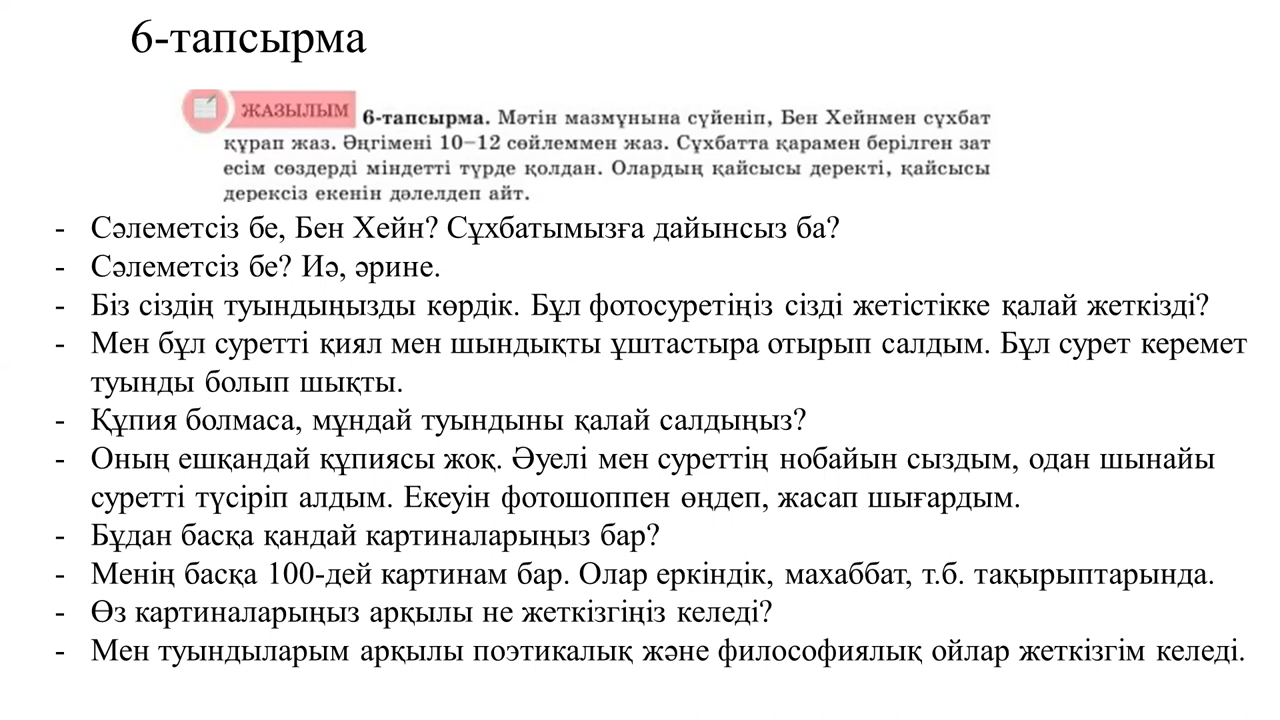 6-тапсырма
ЖАЗЫЛЫМ 6-тапсырма. Мәтін мазмұнына сүйеніп, Бен Хейнмен сұхбат
құрап жаз. Әңгімені 10–12 сөйлеммен жаз. Сұхбатта қарамен берілген зат
есім сөздерді міндетті түрде қолдан. Олардың қайсысы деректі, қайсысы
дерексіз екенін дәлелдеп айт.
- Сәлеметсіз бе, Бен Хейн? Сұхбатымызға дайынсыз ба?
- Сәлеметсіз бе? Иә, әрине.
- Біз сіздің туындыңызды көрдік. Бұл фотосуретіңіз сізді жетістікке қалай жеткізді?
- Мен бұл суретті қиял мен шындықты ұштастыра отырып салдым. Бұл сурет керемет
туынды болып шықты.
- Құпия болмаса, мұндай туындыны қалай салдыңыз?
- Оның ешқандай құпиясы жоқ. Әуелі мен суреттің нобайын сыздым, одан шынайы
суретті түсіріп алдым. Екеуін фотошоппен өңдеп, жасап шығардым.
- Бұдан басқа қандай картиналарыңыз бар?
- Менің басқа 100-дей картинам бар. Олар еркіндік, махаббат, т.б. тақырыптарында.
- Өз картиналарыңыз арқылы не жеткізгіңіз келеді?
- Мен туындыларым арқылы поэтикалық және философиялық ойлар жеткізгім келеді.